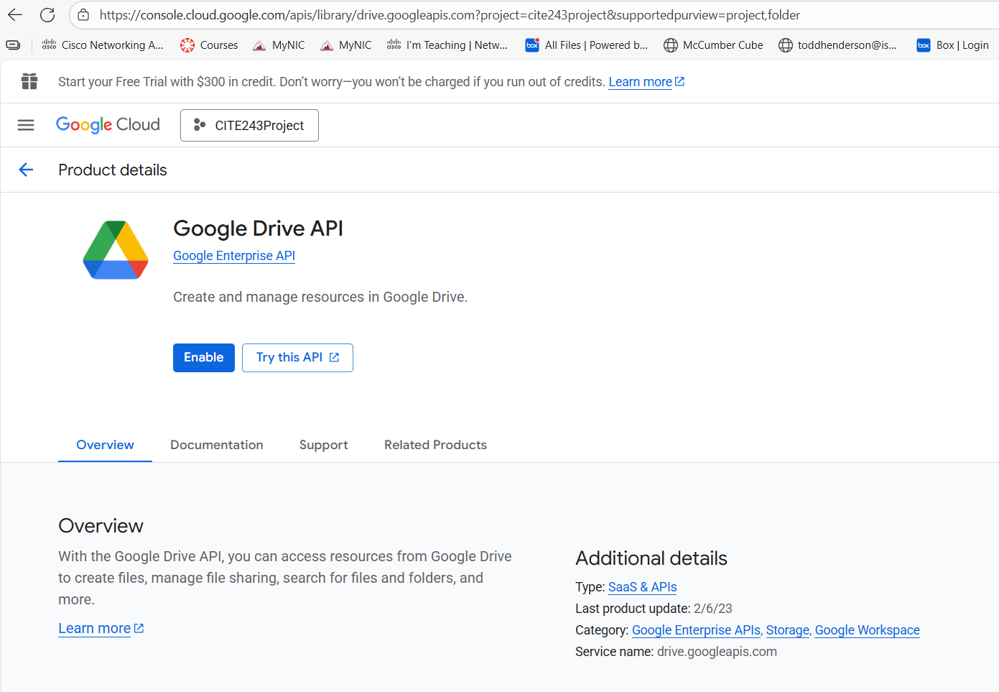 https://console.cloud.google.com/apis/library/drive.googleapis.com?project=cite243project&supportedpurview=project,folder
Cisco Networking A... Courses MyNIC MyNIC I'm Teaching | Netw... All Files | Powered b... McCumber Cube toddhenderson@is... Box | Login
Start your Free Trial with $300 in credit. Don’t worry—you won’t be charged if you run out of credits. Learn more
Google Cloud CITE243Project
Product details
Google Drive API
Google Enterprise API
Create and manage resources in Google Drive.
Enable Try this API
Overview Documentation Support Related Products
Overview
With the Google Drive API, you can access resources from Google Drive
to create files, manage file sharing, search for files and folders, and
more.
Learn more
Additional details
Type: SaaS & APIs
Last product update: 2/6/23
Category: Google Enterprise APIs, Storage, Google Workspace
Service name: drive.googleapis.com